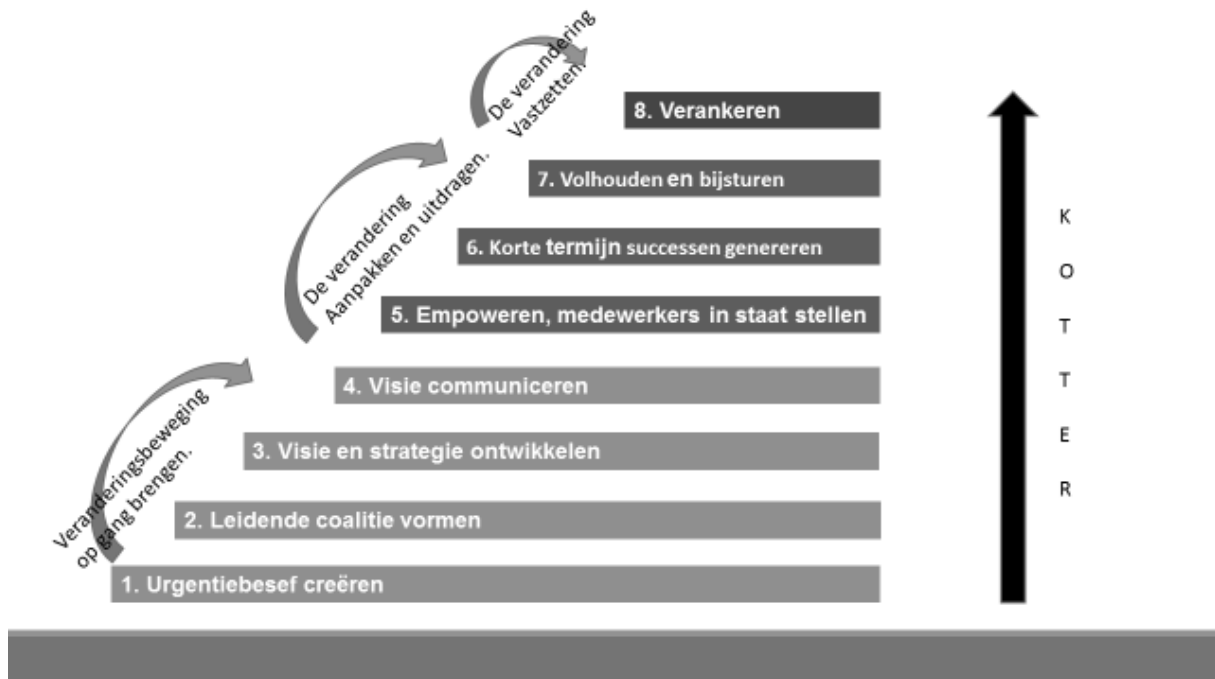 De verandering
Vastzetten.
8. Verankeren
7. Volhouden en bijsturen
De verandering
Aanpakken en uitdragen.
6. Korte termijn successen genereren
5. Empoweren, medewerkers in staat stellen
4. Visie communiceren
Veranderingsbeweging
op gang brengen.
3. Visie en strategie ontwikkelen
2. Leidende coalitie vormen
1. Urgentiebesef creëren
K
O
T
T
E
R